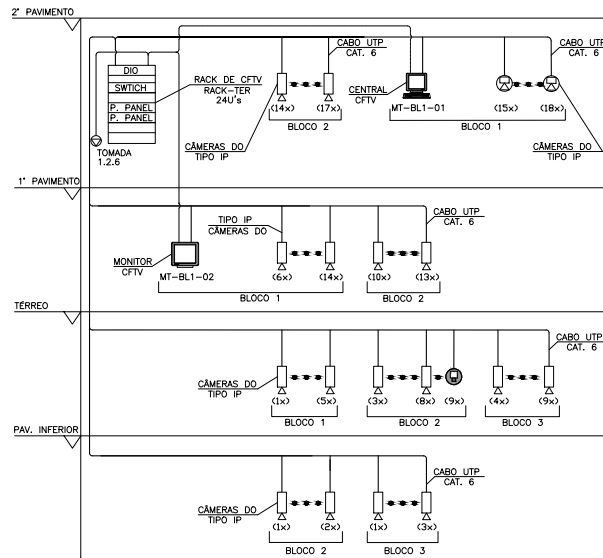 2° PAVIMENTO
DIO
SWTICH
P. PANEL
P. PANEL
RACK DE CFTV
RACK-TER
24U's
TOMADA
1.2.6
CÂMERAS DO
TIPO IP
(14x)
(17x)
BLOCO 2
CABO UTP
CAT. 6
CENTRAL
CFTV
MT-BL1-01
(15x)
(18x)
BLOCO 1
CABO UTP
CAT. 6
CÂMERAS DO
TIPO IP
1° PAVIMENTO
MONITOR
CFTV
MT-BL1-02
TIPO IP
CÂMERAS DO
(6x)
(14x)
BLOCO 1
(10x)
(13x)
BLOCO 2
CABO UTP
CAT. 6
TÉRREO
CÂMERAS DO
TIPO IP
(1x)
(5x)
BLOCO 1
(3x)
(8x)
(9x)
BLOCO 2
(4x)
(9x)
BLOCO 3
CABO UTP
CAT. 6
PAV. INFERIOR
CÂMERAS DO
TIPO IP
(1x)
(2x)
BLOCO 2
(1x)
(3x)
BLOCO 3
CABO UTP
CAT. 6